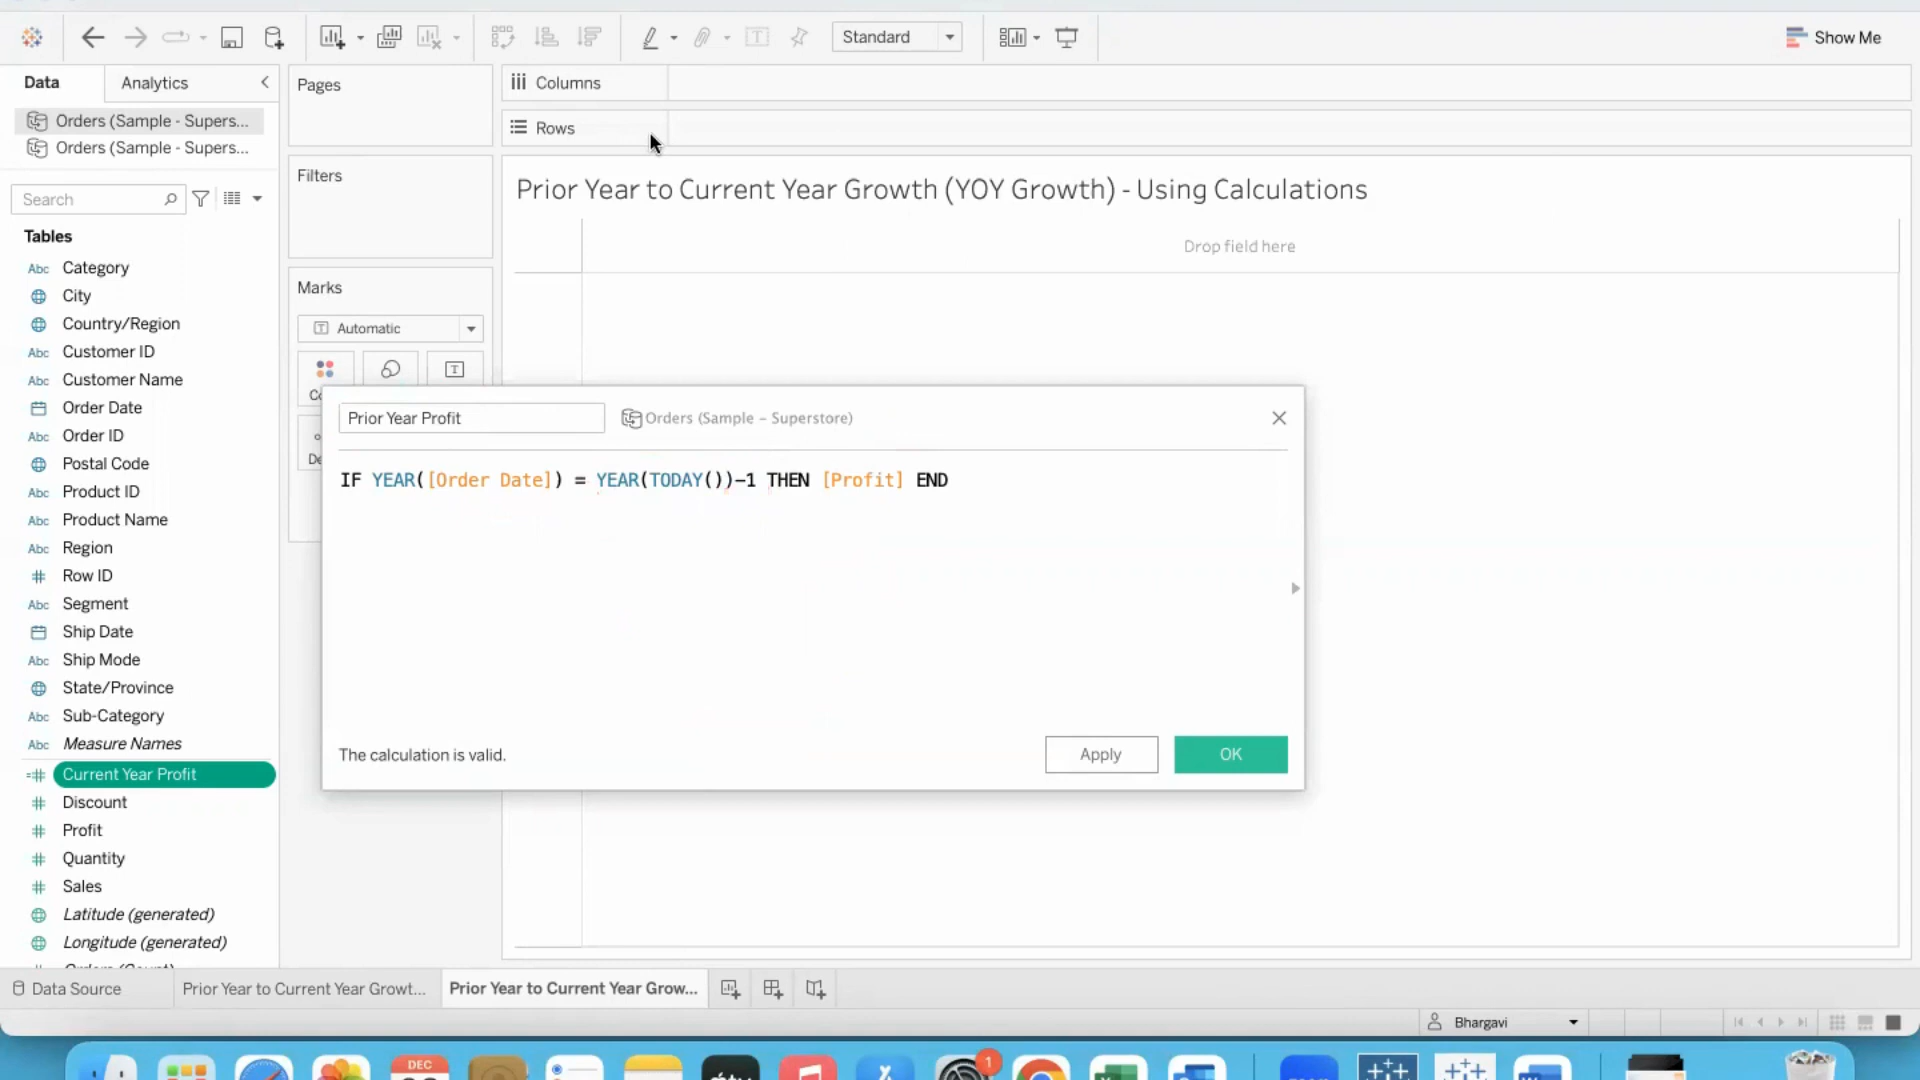 Standard
Show Me
Data
Analytics
Pages
Columns
Orders (Sample - Supers...
Rows
Orders (Sample - Supers...
Filters
Prior Year to Current Year Growth (YOY Growth) - Using Calculations
Search
Tables
Drop field here
Category
City
Marks
Country/Region
Automatic
Customer ID
Customer Name
Order Date
Prior Year Profit
Orders (Sample – Superstore)
Order ID
Postal Code
IF YEAR([Order Date]) = YEAR(TODAY())-1 THEN [Profit] END
Product ID
Product Name
Region
Row ID
Segment
Ship Date
Ship Mode
State/Province
Sub-Category
Measure Names
The calculation is valid.
Apply
OK
Current Year Profit
Discount
Profit
Quantity
Sales
Latitude (generated)
Longitude (generated)
Data Source
Prior Year to Current Year Growt...
Prior Year to Current Year Grow...
Bhargavi
DEC
1